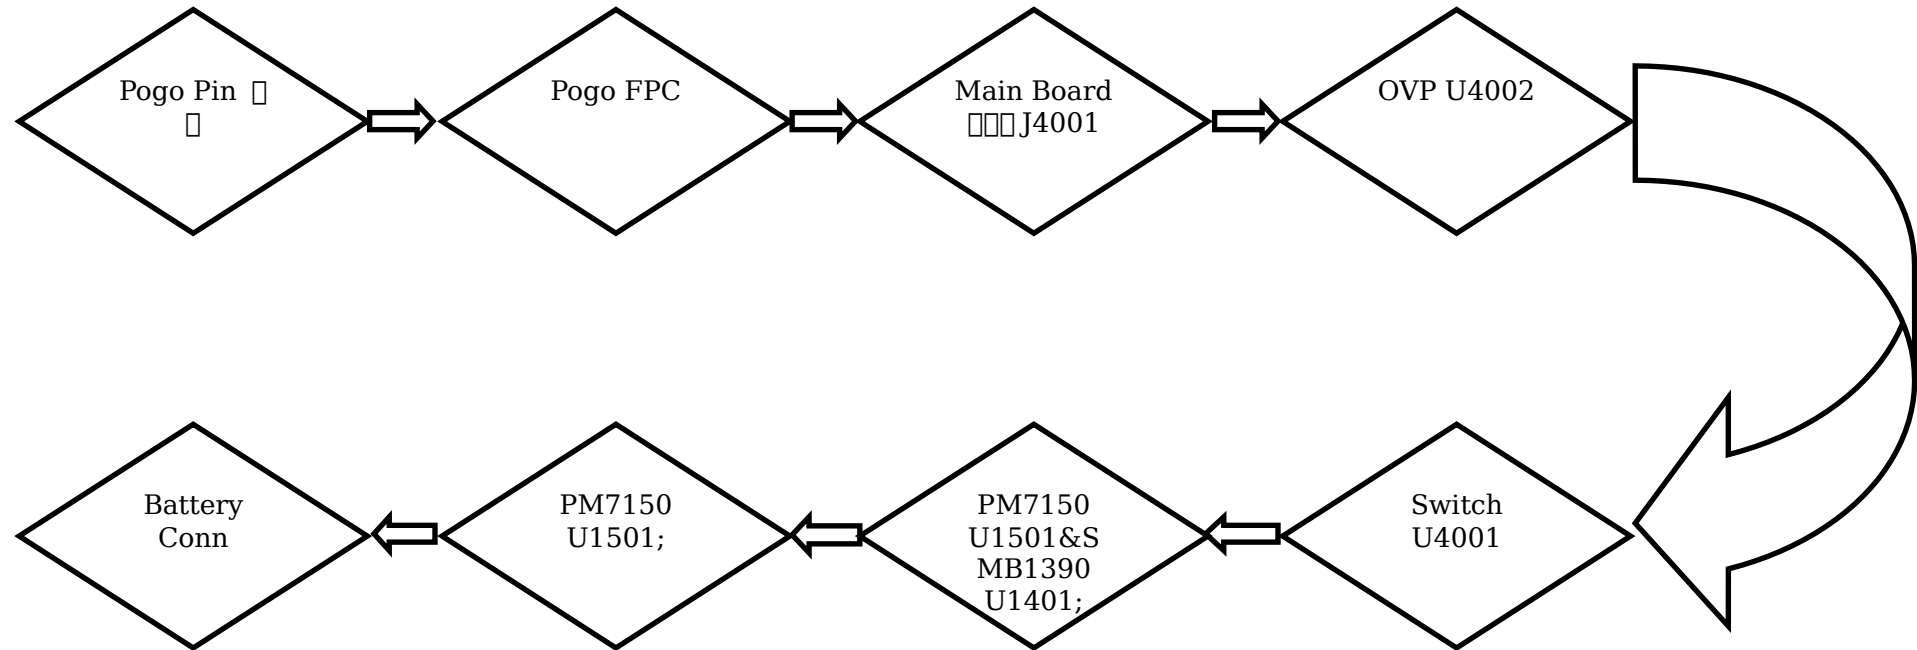 Pogo Pin
Pogo FPC
Main Board
J4001
OVP U4002
Battery
Conn
PM7150
U1501;
PM7150
U1501&S
MB1390
U1401;
Switch
U4001